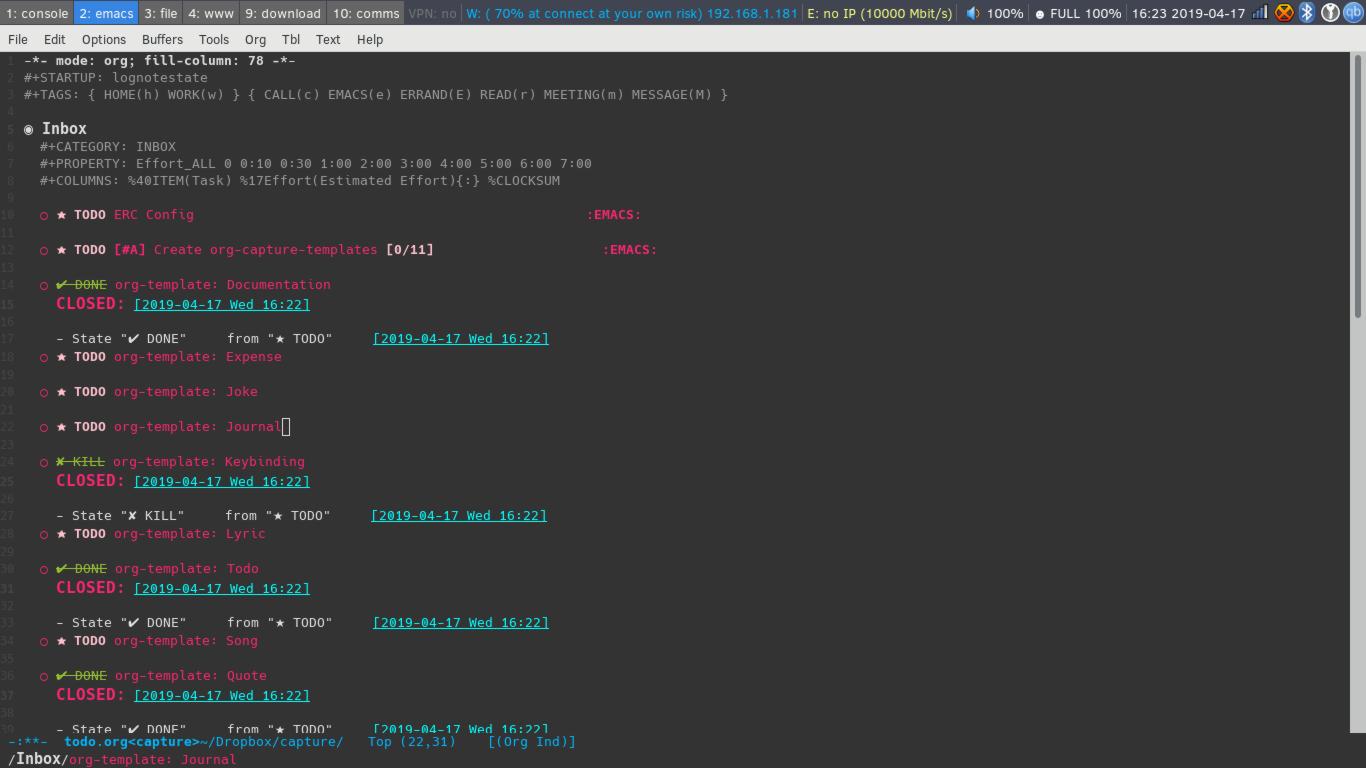 1: console 2: emacs 3: file 4: www 9: download 10: comms VPN: no W: ( 70% at connect at your own risk) 192.168.1.181 E: no IP (10000 Mbit/s) 100% ☻ FULL 100% 16:23 2019-04-17
File Edit Options Buffers Tools Org Tbl Text Help
1 -*- mode: org; fill-column: 78 -*-
2 #+STARTUP: lognotestate
3 #+TAGS: { HOME(h) WORK(w) } { CALL(c) EMACS(e) ERRAND(E) READ(r) MEETING(m) MESSAGE(M) }
4
5 ◉ Inbox
6 #+CATEGORY: INBOX
7 #+PROPERTY: Effort_ALL 0 0:10 0:30 1:00 2:00 3:00 4:00 5:00 6:00 7:00
8 #+COLUMNS: %40ITEM(Task) %17Effort(Estimated Effort){:} %CLOCKSUM
9
10 ○ ★ TODO ERC Config :EMACS:
11
12 ○ ★ TODO [#A] Create org-capture-templates [0/11] :EMACS:
13
14 ○ ✔ DONE org-template: Documentation
15 CLOSED: [2019-04-17 Wed 16:22]
16
17 - State "✔ DONE" from "★ TODO" [2019-04-17 Wed 16:22]
18 ○ ★ TODO org-template: Expense
19
20 ○ ★ TODO org-template: Joke
21
22 ○ ★ TODO org-template: Journal
23
24 ○ ✘ KILL org-template: Keybinding
25 CLOSED: [2019-04-17 Wed 16:22]
26
27 - State "✘ KILL" from "★ TODO" [2019-04-17 Wed 16:22]
28 ○ ★ TODO org-template: Lyric
29
30 ○ ✔ DONE org-template: Todo
31 CLOSED: [2019-04-17 Wed 16:22]
32
33 - State "✔ DONE" from "★ TODO" [2019-04-17 Wed 16:22]
34 ○ ★ TODO org-template: Song
35
36 ○ ✔ DONE org-template: Quote
37 CLOSED: [2019-04-17 Wed 16:22]
38
39 - State "✔ DONE" from "★ TODO" [2019-04-17 Wed 16:22]
-:**- todo.org<capture>~/Dropbox/capture/ Top (22,31) [(Org Ind)]
/Inbox/org-template: Journal